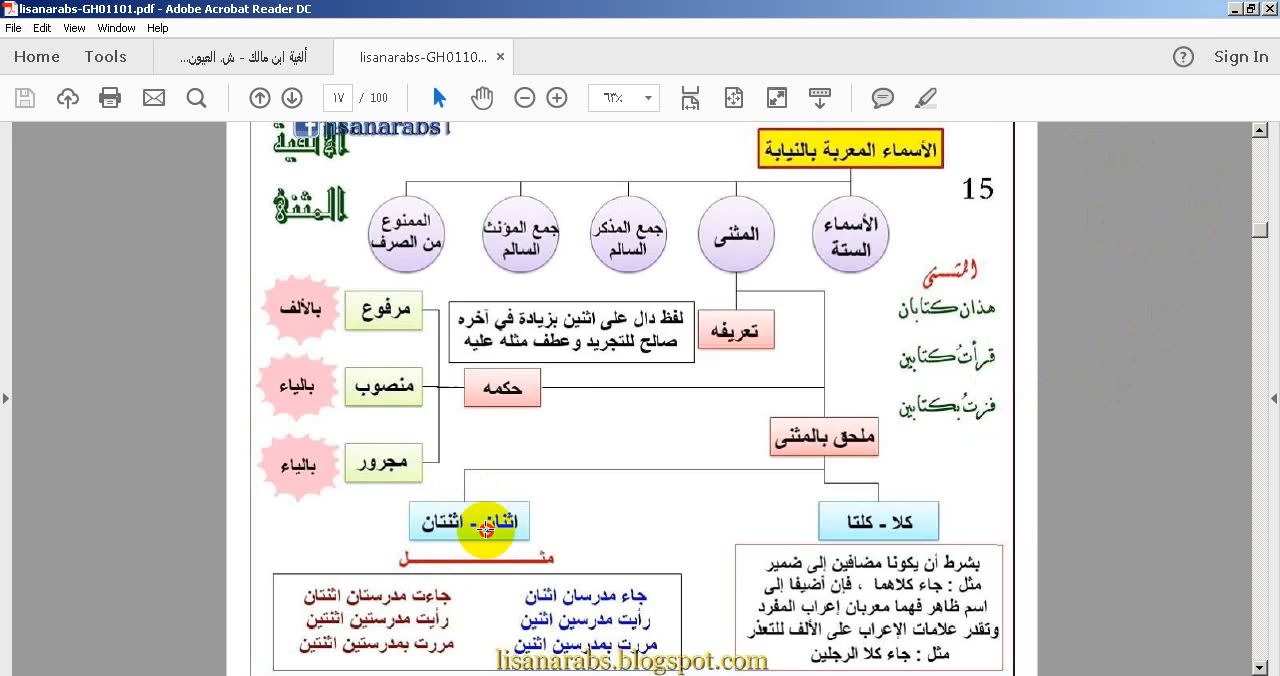 lisanarabs-GH01101.pdf - Adobe Acrobat Reader DC
File Edit View Window Help
Home Tools
ألفية ابن مالك - ش. العيون...
lisanarabs-GH0110...
Sign In
١٧ / 100
٦٣%
lisanarabs1
الألفية
المثنى
15
الأسماء المعربة بالنيابة
الأسماء الستة
المثنى
جمع المذكر السالم
جمع المؤنث السالم
الممنوع من الصرف
المثنى
هذان كتابان
قرأتُ كتابين
فزتُ بكتابين
تعريفه
لفظ دال على اثنين بزيادة في آخره
صالح للتجريد وعطف مثله عليه
حكمه
مرفوع
بالألف
منصوب
بالياء
مجرور
بالياء
ملحق بالمثنى
كلا - كلتا
بشرط أن يكونا مضافين إلى ضمير
مثل : جاء كلاهما ، فإن أضيفا إلى
اسم ظاهر فهما معربان إعراب المفرد
وتقدر علامات الإعراب على الألف للتعذر
مثل : جاء كلا الرجلين
اثنان - اثنتان
مثـــل
جاء مدرسان اثنان
رأيت مدرسين اثنين
مررت بمدرسين اثنين
جاءت مدرستان اثنتان
رأيت مدرستين اثنتين
مررت بمدرستين اثنتين
lisanarabs.blogspot.com